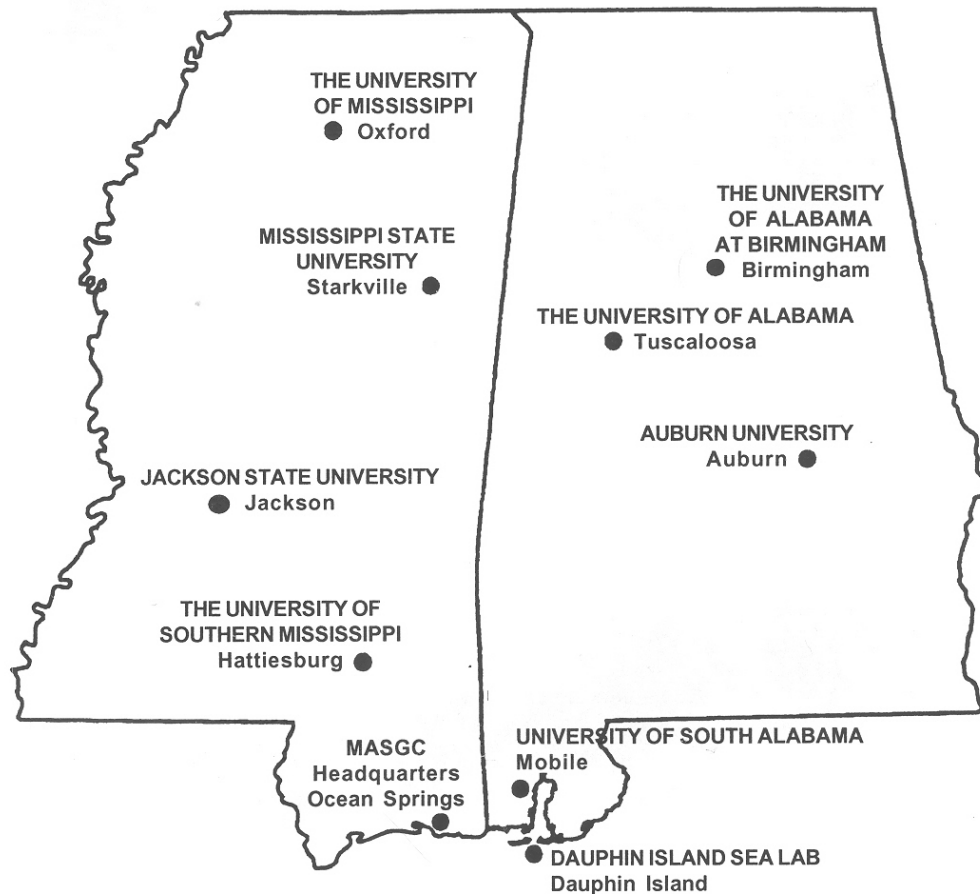 THE UNIVERSITY
OF MISSISSIPPI
Oxford
THE UNIVERSITY
OF ALABAMA
AT BIRMINGHAM
Birmingham
MISSISSIPPI STATE
UNIVERSITY
Starkville
THE UNIVERSITY OF ALABAMA
Tuscaloosa
AUBURN UNIVERSITY
Auburn
JACKSON STATE UNIVERSITY
Jackson
THE UNIVERSITY OF
SOUTHERN MISSISSIPPI
Hattiesburg
MASGC
Headquarters
Ocean Springs
UNIVERSITY OF SOUTH ALABAMA
Mobile
DAUPHIN ISLAND SEA LAB
Dauphin Island